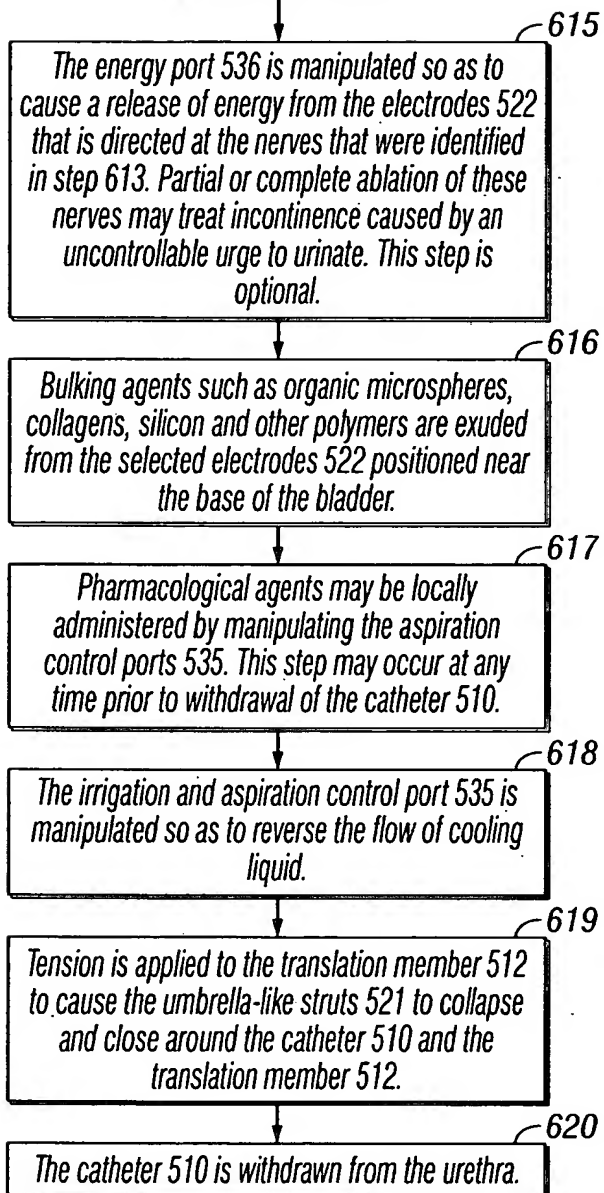 615
The energy port 536 is manipulated so as to
cause a release of energy from the electrodes 522
that is directed at the nerves that were identified
in step 613. Partial or complete ablation of these
nerves may treat incontinence caused by an
uncontrollable urge to urinate. This step is
optional.
616
Bulking agents such as organic microspheres,
collagens, silicon and other polymers are exuded
from the selected electrodes 522 positioned near
the base of the bladder.
617
Pharmacological agents may be locally
administered by manipulating the aspiration
control ports 535. This step may occur at any
time prior to withdrawal of the catheter 510.
618
The irrigation and aspiration control port 535 is
manipulated so as to reverse the flow of cooling
liquid.
619
Tension is applied to the translation member 512
to cause the umbrella-like struts 521 to collapse
and close around the catheter 510 and the
translation member 512.
620
The catheter 510 is withdrawn from the urethra.